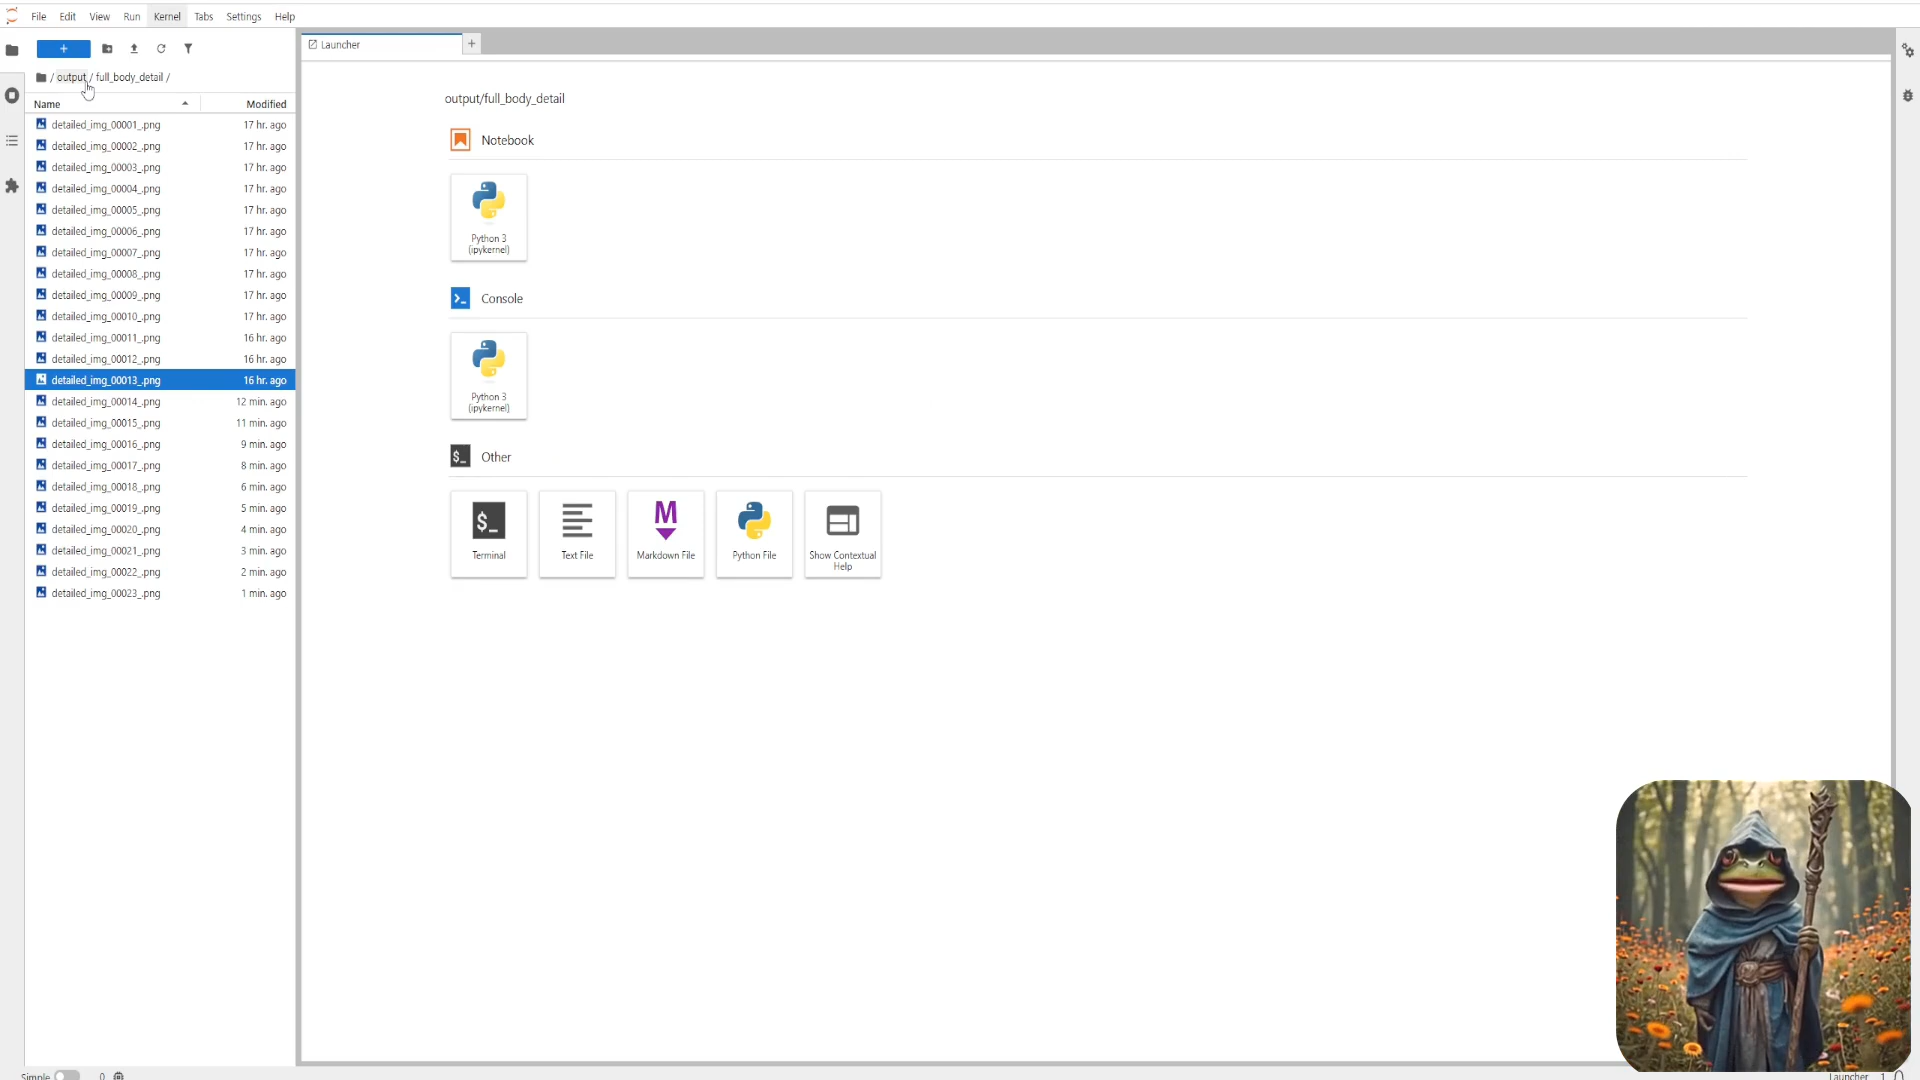 File Edit View Run Kernel Tabs Settings Help
+
Launcher
+
/ output / full_body_detail /
Name Modified
detailed_img_00001_.png 17 hr. ago
detailed_img_00002_.png 17 hr. ago
detailed_img_00003_.png 17 hr. ago
detailed_img_00004_.png 17 hr. ago
detailed_img_00005_.png 17 hr. ago
detailed_img_00006_.png 17 hr. ago
detailed_img_00007_.png 17 hr. ago
detailed_img_00008_.png 17 hr. ago
detailed_img_00009_.png 17 hr. ago
detailed_img_00010_.png 17 hr. ago
detailed_img_00011_.png 16 hr. ago
detailed_img_00012_.png 16 hr. ago
detailed_img_00013_.png 16 hr. ago
detailed_img_00014_.png 12 min. ago
detailed_img_00015_.png 11 min. ago
detailed_img_00016_.png 9 min. ago
detailed_img_00017_.png 8 min. ago
detailed_img_00018_.png 6 min. ago
detailed_img_00019_.png 5 min. ago
detailed_img_00020_.png 4 min. ago
detailed_img_00021_.png 3 min. ago
detailed_img_00022_.png 2 min. ago
detailed_img_00023_.png 1 min. ago
output/full_body_detail
Notebook
Python 3
(ipykernel)
>_ Console
Python 3
(ipykernel)
$_ Other
$_
Terminal
Text File
M
Markdown File
Python File
Show Contextual
Help
Simple 0
Launcher 1